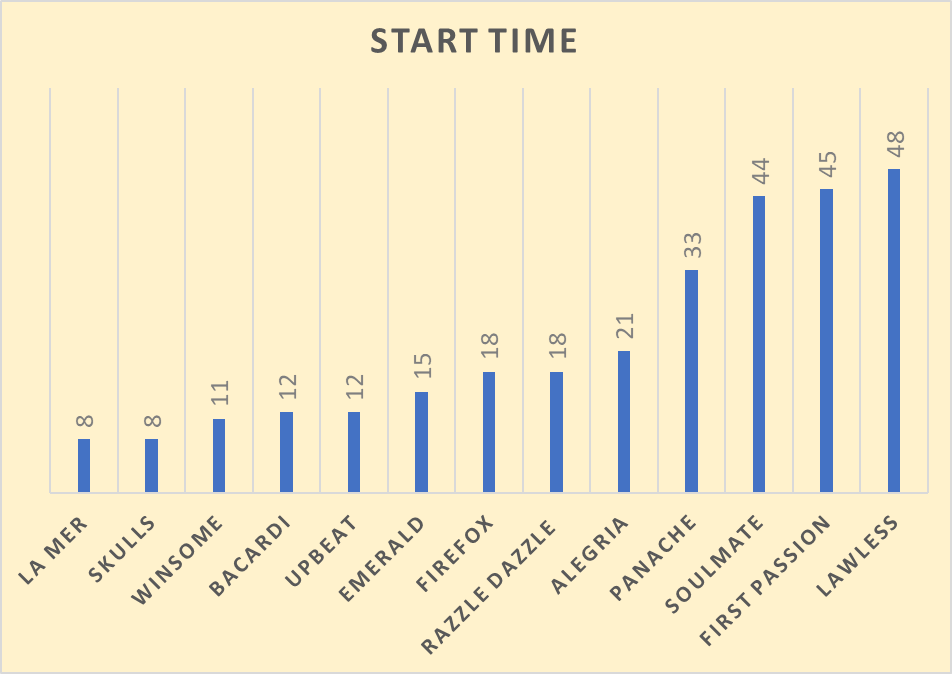 START TIME
8
8
11
12
12
15
18
18
21
33
44
45
48
LA MER
SKULLS
WINSOME
BACARDI
UPBEAT
EMERALD
FIREFOX
RAZZLE DAZZLE
ALEGRIA
PANACHE
SOULMATE
FIRST PASSION
LAWLESS